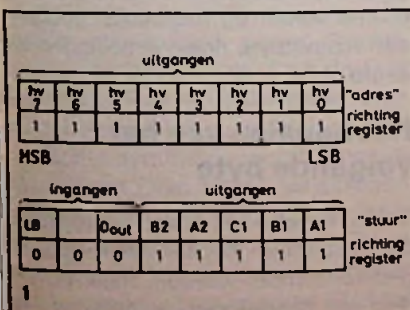 uitgangen
hv 7 hv 6 hv 5 hv 4 hv 3 hv 2 hv 1 hv 0 "adres"
1 1 1 1 1 1 1 1 richting register
MSB LSB
ingangen uitgangen
LB Oout B2 A2 C1 B1 A1 "stuur"
0 0 0 1 1 1 1 1 richting register
1